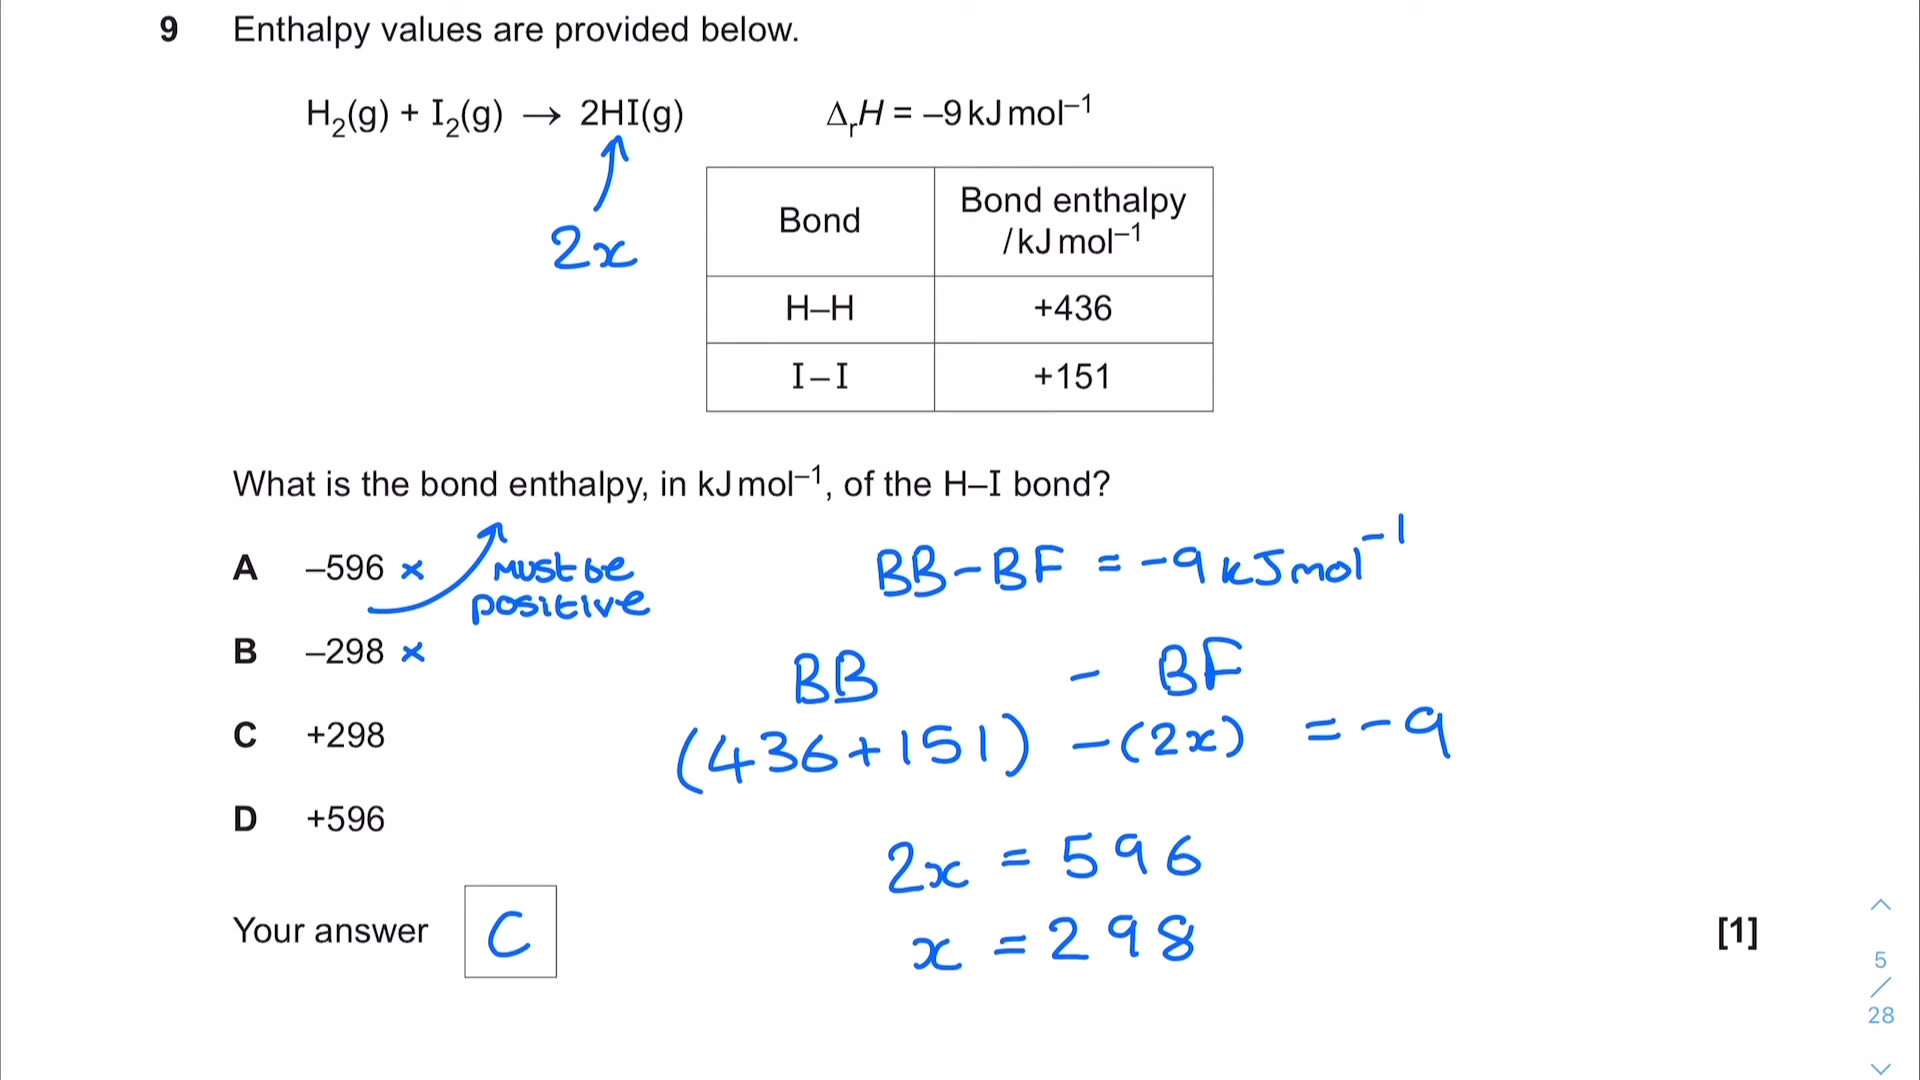 9 Enthalpy values are provided below.
H₂(g) + I₂(g) → 2HI(g) ΔᵣH = –9 kJ mol⁻¹
2x
Bond Bond enthalpy /kJ mol⁻¹
H–H +436
I–I +151
What is the bond enthalpy, in kJ mol⁻¹, of the H–I bond?
A –596 x
must be
positive
B –298 x
C +298
D +596
Your answer C
BB – BF = –9 kJ mol⁻¹
BB – BF
(436+151) – (2x) = –9
2x = 596
x = 298
[1]
5
/
28